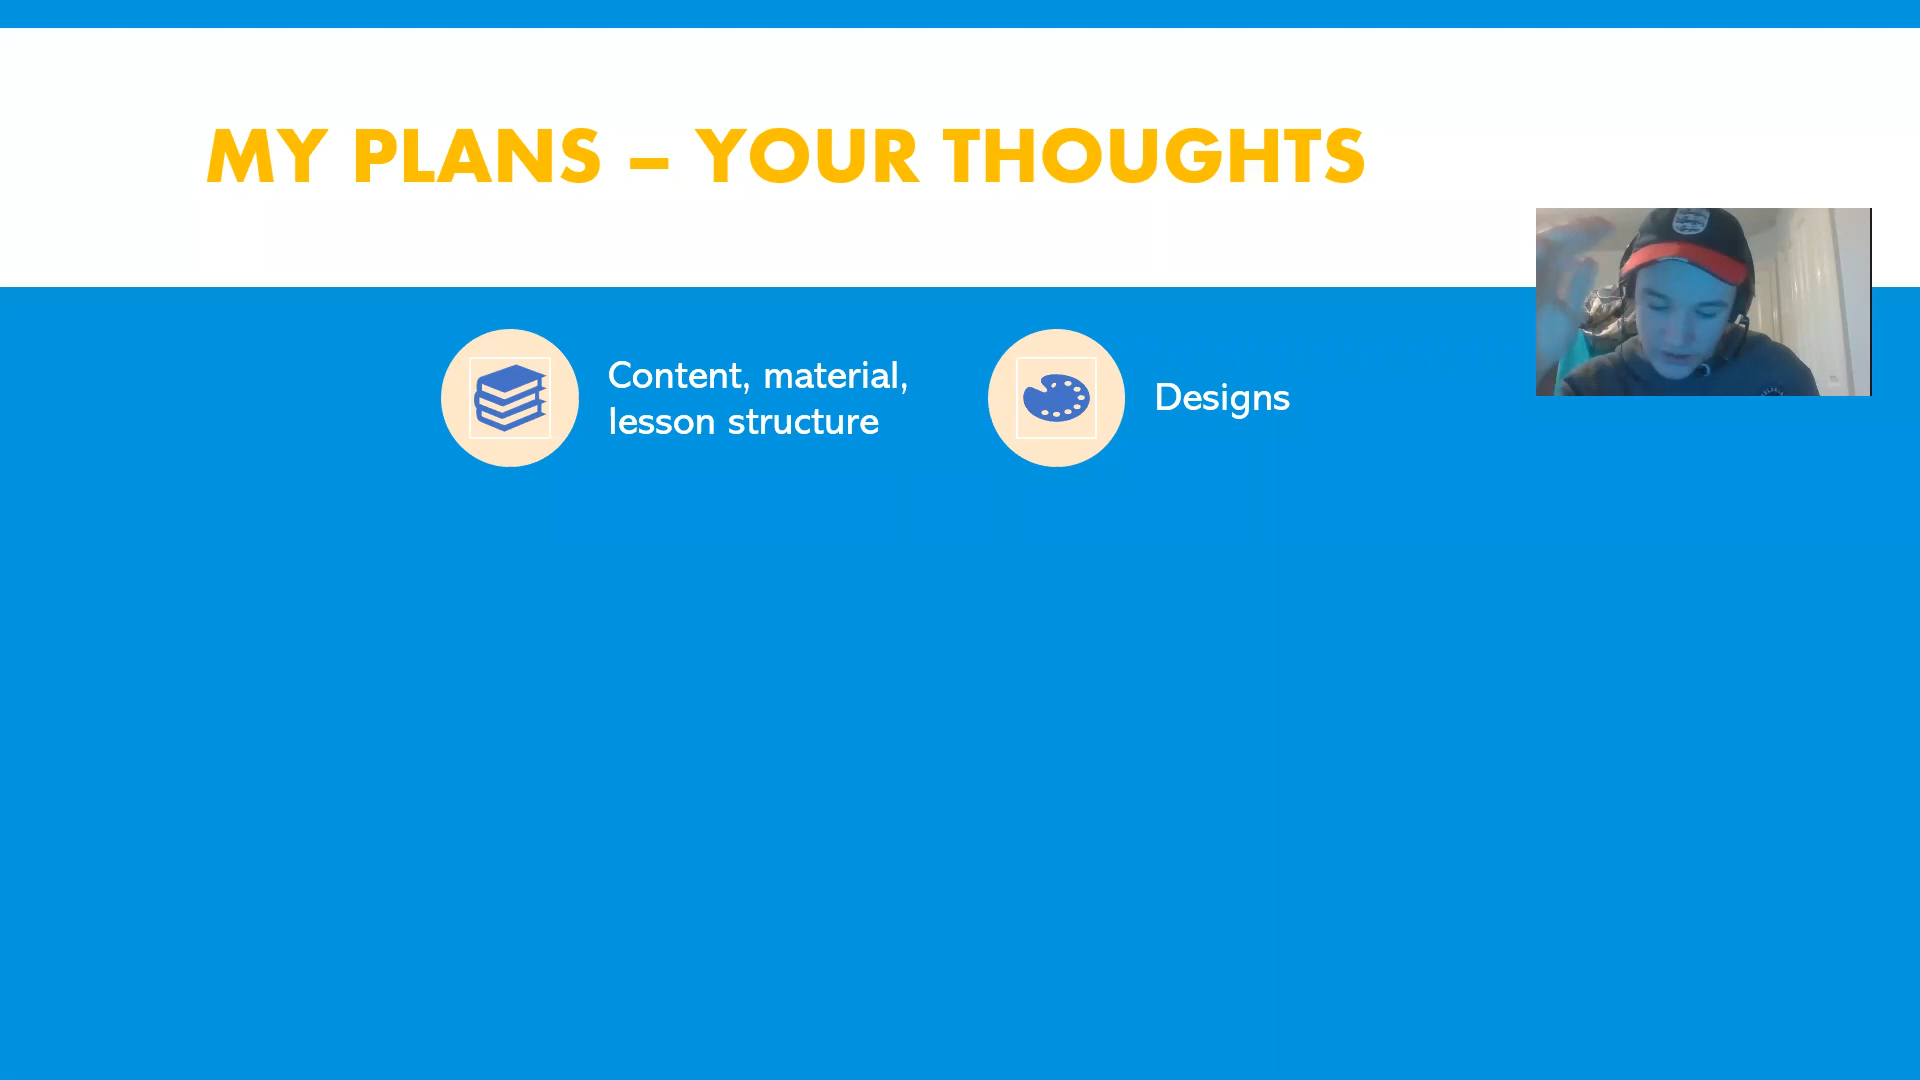 MY PLANS – YOUR THOUGHTS
Content, material,
lesson structure
Designs